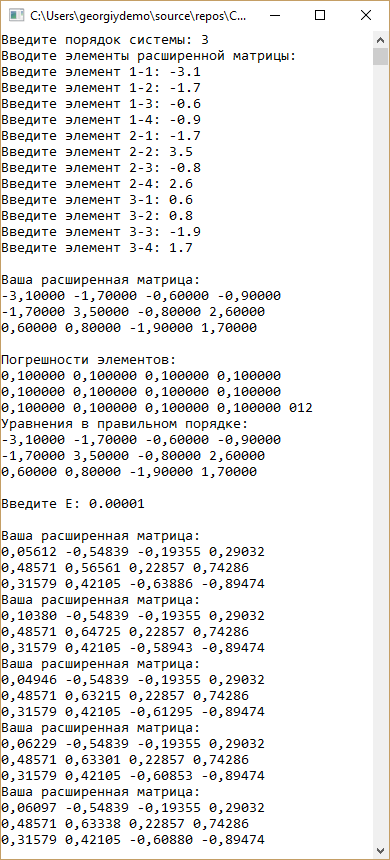 C:\Users\georgiydemo\source\repos\C...
Введите порядок системы: 3
Вводите элементы расширенной матрицы:
Введите элемент 1-1: -3.1
Введите элемент 1-2: -1.7
Введите элемент 1-3: -0.6
Введите элемент 1-4: -0.9
Введите элемент 2-1: -1.7
Введите элемент 2-2: 3.5
Введите элемент 2-3: -0.8
Введите элемент 2-4: 2.6
Введите элемент 3-1: 0.6
Введите элемент 3-2: 0.8
Введите элемент 3-3: -1.9
Введите элемент 3-4: 1.7
Ваша расширенная матрица:
-3,10000 -1,70000 -0,60000 -0,90000
-1,70000 3,50000 -0,80000 2,60000
0,60000 0,80000 -1,90000 1,70000
Погрешности элементов:
0,100000 0,100000 0,100000 0,100000
0,100000 0,100000 0,100000 0,100000
0,100000 0,100000 0,100000 0,100000 012
Уравнения в правильном порядке:
-3,10000 -1,70000 -0,60000 -0,90000
-1,70000 3,50000 -0,80000 2,60000
0,60000 0,80000 -1,90000 1,70000
Введите E: 0.00001
Ваша расширенная матрица:
0,05612 -0,54839 -0,19355 0,29032
0,48571 0,56561 0,22857 0,74286
0,31579 0,42105 -0,63886 -0,89474
Ваша расширенная матрица:
0,10380 -0,54839 -0,19355 0,29032
0,48571 0,64725 0,22857 0,74286
0,31579 0,42105 -0,58943 -0,89474
Ваша расширенная матрица:
0,04946 -0,54839 -0,19355 0,29032
0,48571 0,63215 0,22857 0,74286
0,31579 0,42105 -0,61295 -0,89474
Ваша расширенная матрица:
0,06229 -0,54839 -0,19355 0,29032
0,48571 0,63301 0,22857 0,74286
0,31579 0,42105 -0,60853 -0,89474
Ваша расширенная матрица:
0,06097 -0,54839 -0,19355 0,29032
0,48571 0,63338 0,22857 0,74286
0,31579 0,42105 -0,60880 -0,89474